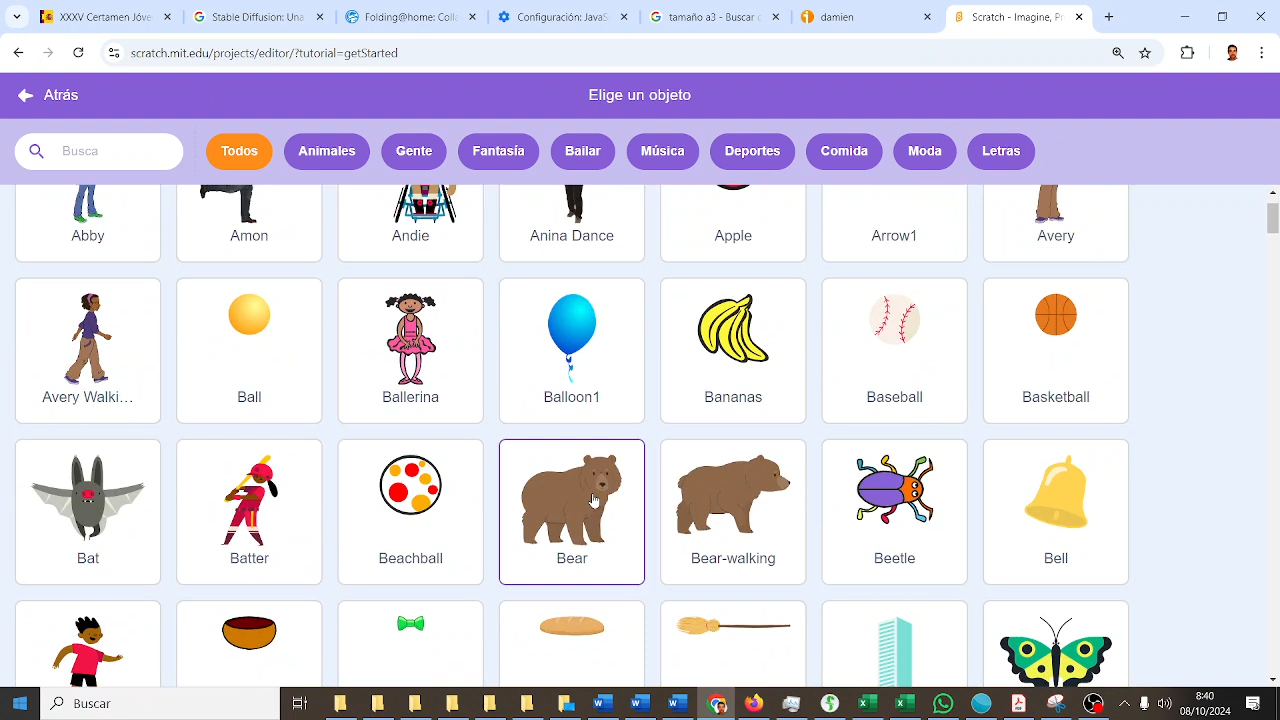 XXXV Certamen Jóve
Stable Diffusion: Una
Folding@home: Coll
Configuración: JavaS
tamaño a3 - Buscar c
damien
Scratch - Imagine, Pr
scratch.mit.edu/projects/editor/?tutorial=getStarted
Atrás
Elige un objeto
Busca
Todos
Animales
Gente
Fantasía
Bailar
Música
Deportes
Comida
Moda
Letras
Abby
Amon
Andie
Anina Dance
Apple
Arrow1
Avery
Avery Walki...
Ball
Ballerina
Balloon1
Bananas
Baseball
Basketball
Bat
Batter
Beachball
Bear
Bear-walking
Beetle
Bell
Buscar
8:40
08/10/2024